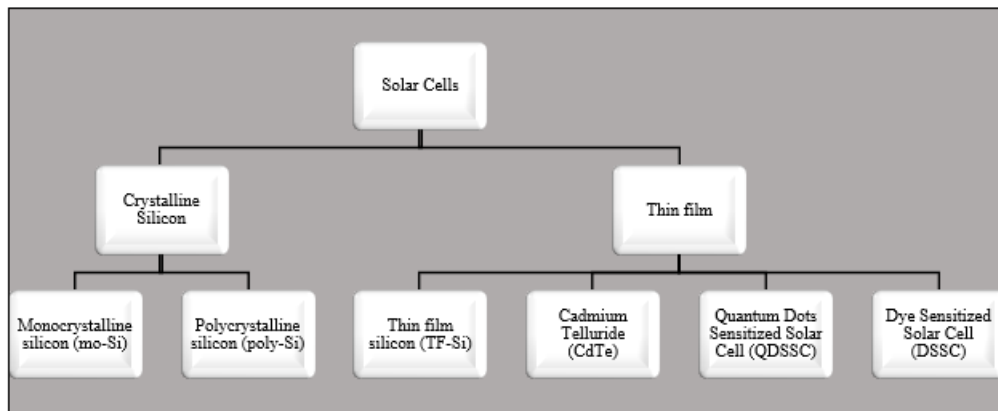 Solar Cells
Crystalline
Silicon
Thin film
Monocrystalline
silicon (mo-Si)
Polycrystalline
silicon (poly-Si)
Thin film
silicon (TF-Si)
Cadmium
Telluride
(CdTe)
Quantum Dots
Sensitized Solar
Cell (QDSSC)
Dye Sensitized
Solar Cell
(DSSC)